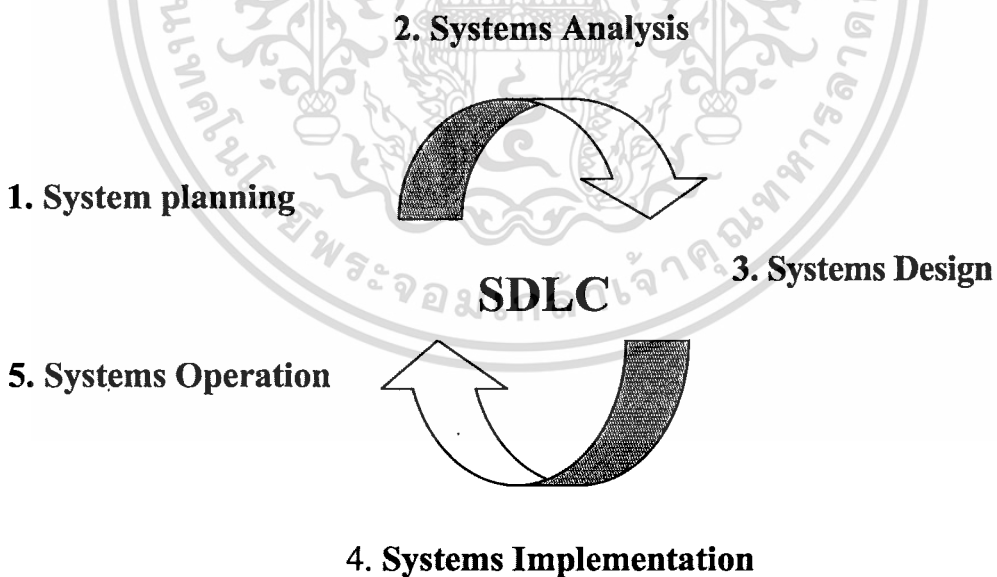 2. Systems Analysis
1. System planning
SDLC
3. Systems Design
5. Systems Operation
4. Systems Implementation